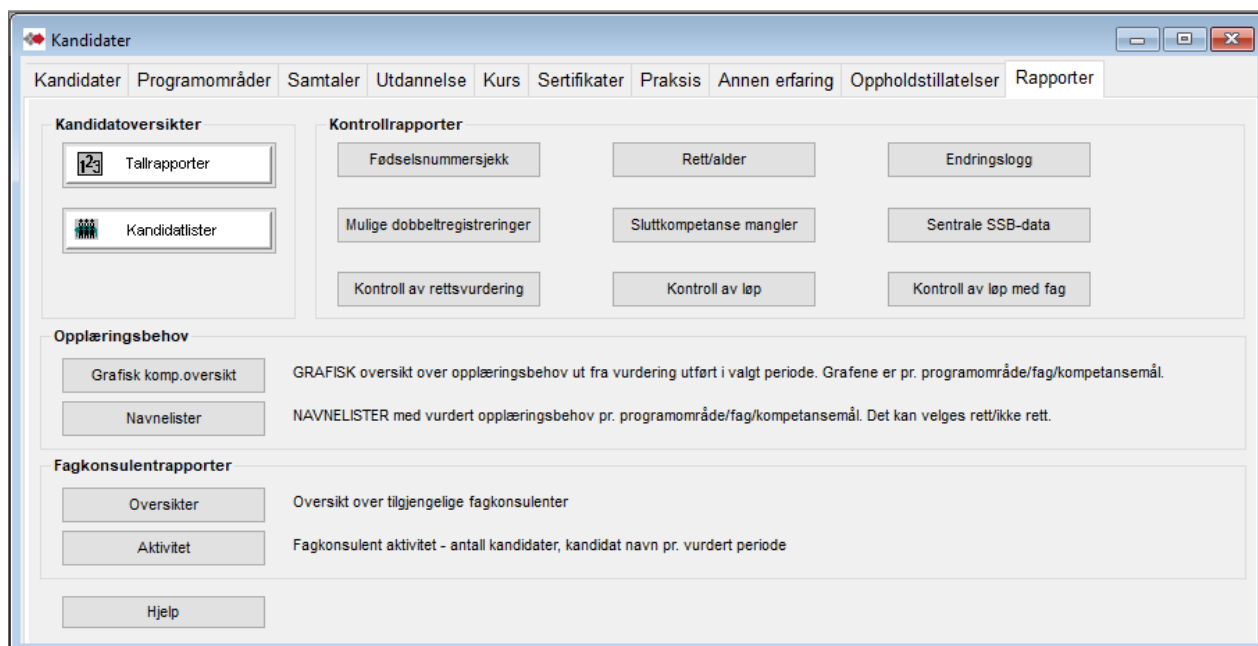 Kandidater
Kandidater Programområder Samtaler Utdannelse Kurs Sertifikater Praksis Annen erfaring Oppholdstillatelser Rapporter
Kandidatoversikter
123 Tallrapporter
Kandidatlister
Kontrollrapporter
Fødselsnummersjekk Rett/alder Endringslogg
Mulige dobbeltregistreringer Sluttkompetanse mangler Sentrale SSB-data
Kontroll av rettsvurdering Kontroll av løp Kontroll av løp med fag
Opplæringsbehov
Grafisk komp.oversikt GRAFISK oversikt over opplæringsbehov ut fra vurdering utført i valgt periode. Grafene er pr. programområde/fag/kompetansemål.
Navnelister NAVNELISTER med vurdert opplæringsbehov pr. programområde/fag/kompetansemål. Det kan velges rett/ikke rett.
Fagkonsulentrapporter
Oversikter Oversikt over tilgjengelige fagkonsulenter
Aktivitet Fagkonsulent aktivitet - antall kandidater, kandidat navn pr. vurdert periode
Hjelp